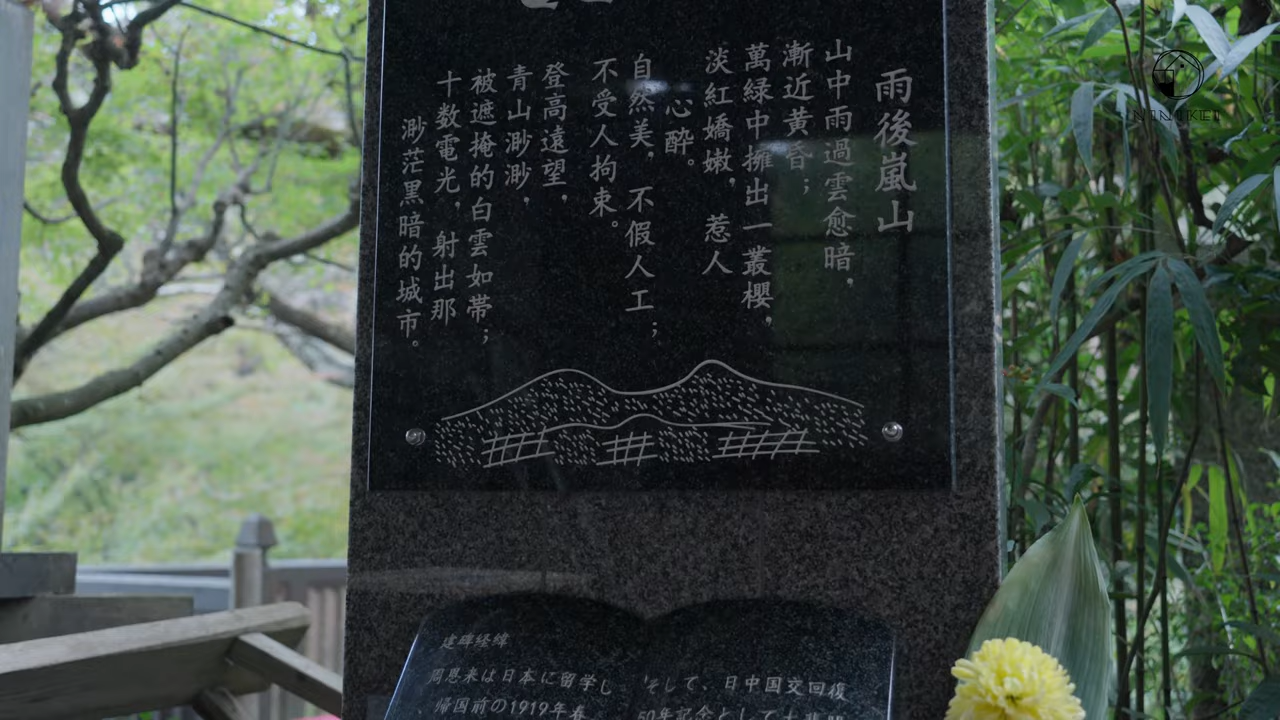 雨後嵐山
山中雨過雲愈暗，
漸近黃昏；
萬緑中擁出一叢櫻，
淡紅嬌嫩，惹人
心醉。
自然美，不假人工；
不受人拘束。
登高遠望，
青山渺渺，
被遮掩的白雲如帯；
十数電光，射出那
渺茫黑暗的城市。
建碑経緯
周恩来は日本に留学し
帰国前の1919年春
そして、日中国交回復
50年記念として
NINIKEI